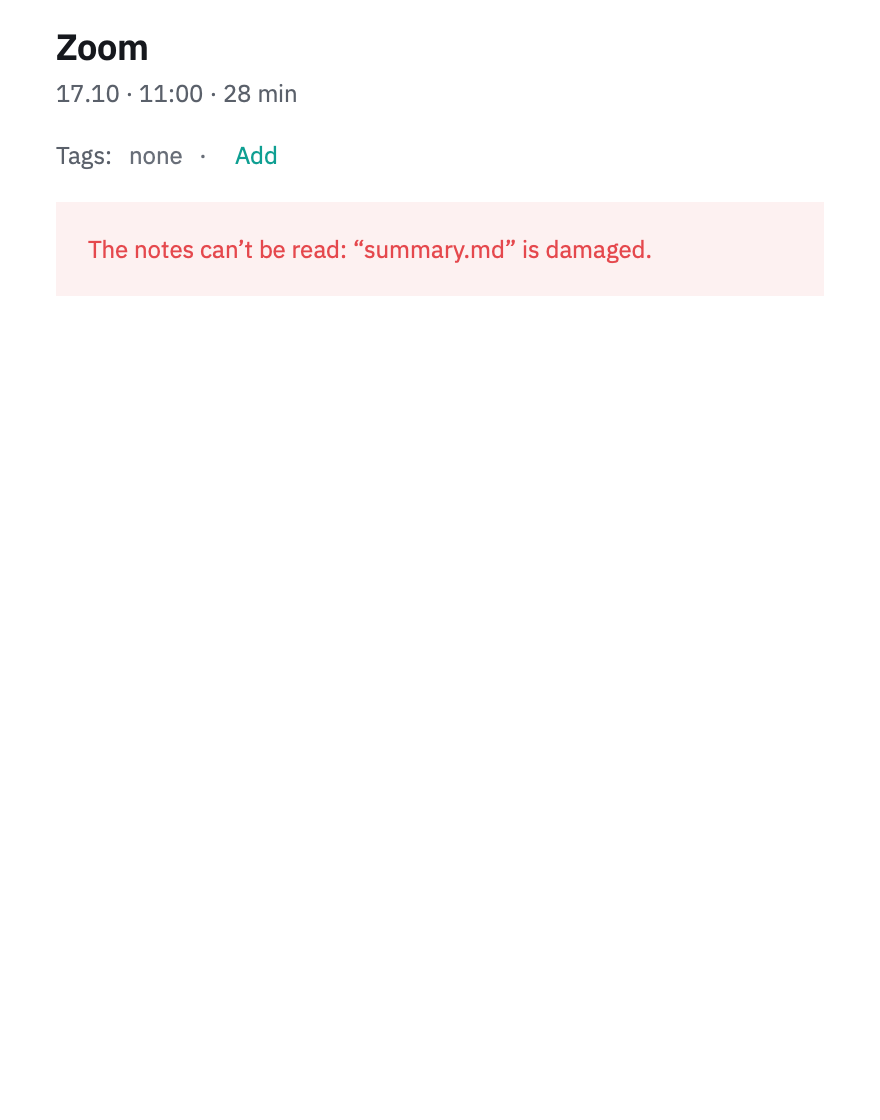 Zoom
17.10 · 11:00 · 28 min
Tags: none · Add
The notes can’t be read: “summary.md” is damaged.